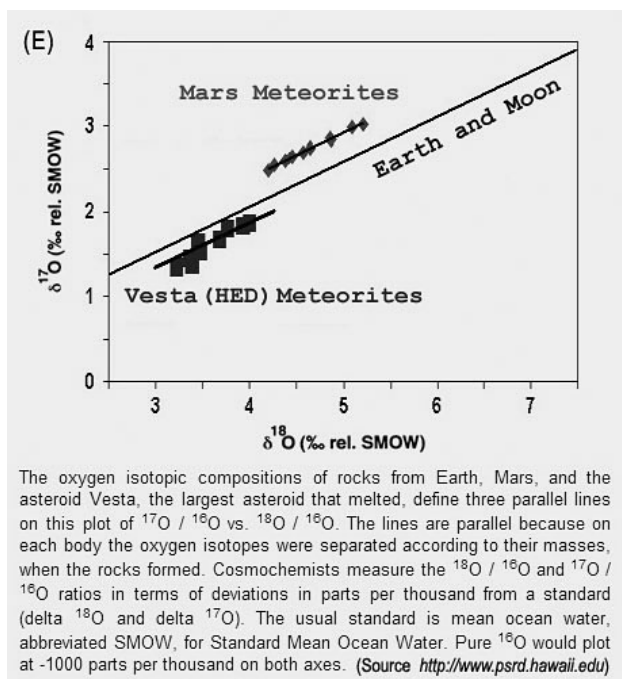 (E)
4
3
2
1
0
δ17O (‰ rel. SMOW)
Mars Meteorites
Earth and Moon
Vesta (HED) Meteorites
3 4 5 6 7
δ18O (‰ rel. SMOW)
The oxygen isotopic compositions of rocks from Earth, Mars, and the
asteroid Vesta, the largest asteroid that melted, define three parallel lines
on this plot of 17O / 16O vs. 18O / 16O. The lines are parallel because on
each body the oxygen isotopes were separated according to their masses,
when the rocks formed. Cosmochemists measure the 18O / 16O and 17O /
16O ratios in terms of deviations in parts per thousand from a standard
(delta 18O and delta 17O). The usual standard is mean ocean water,
abbreviated SMOW, for Standard Mean Ocean Water. Pure 16O would plot
at -1000 parts per thousand on both axes. (Source http://www.psrd.hawaii.edu)